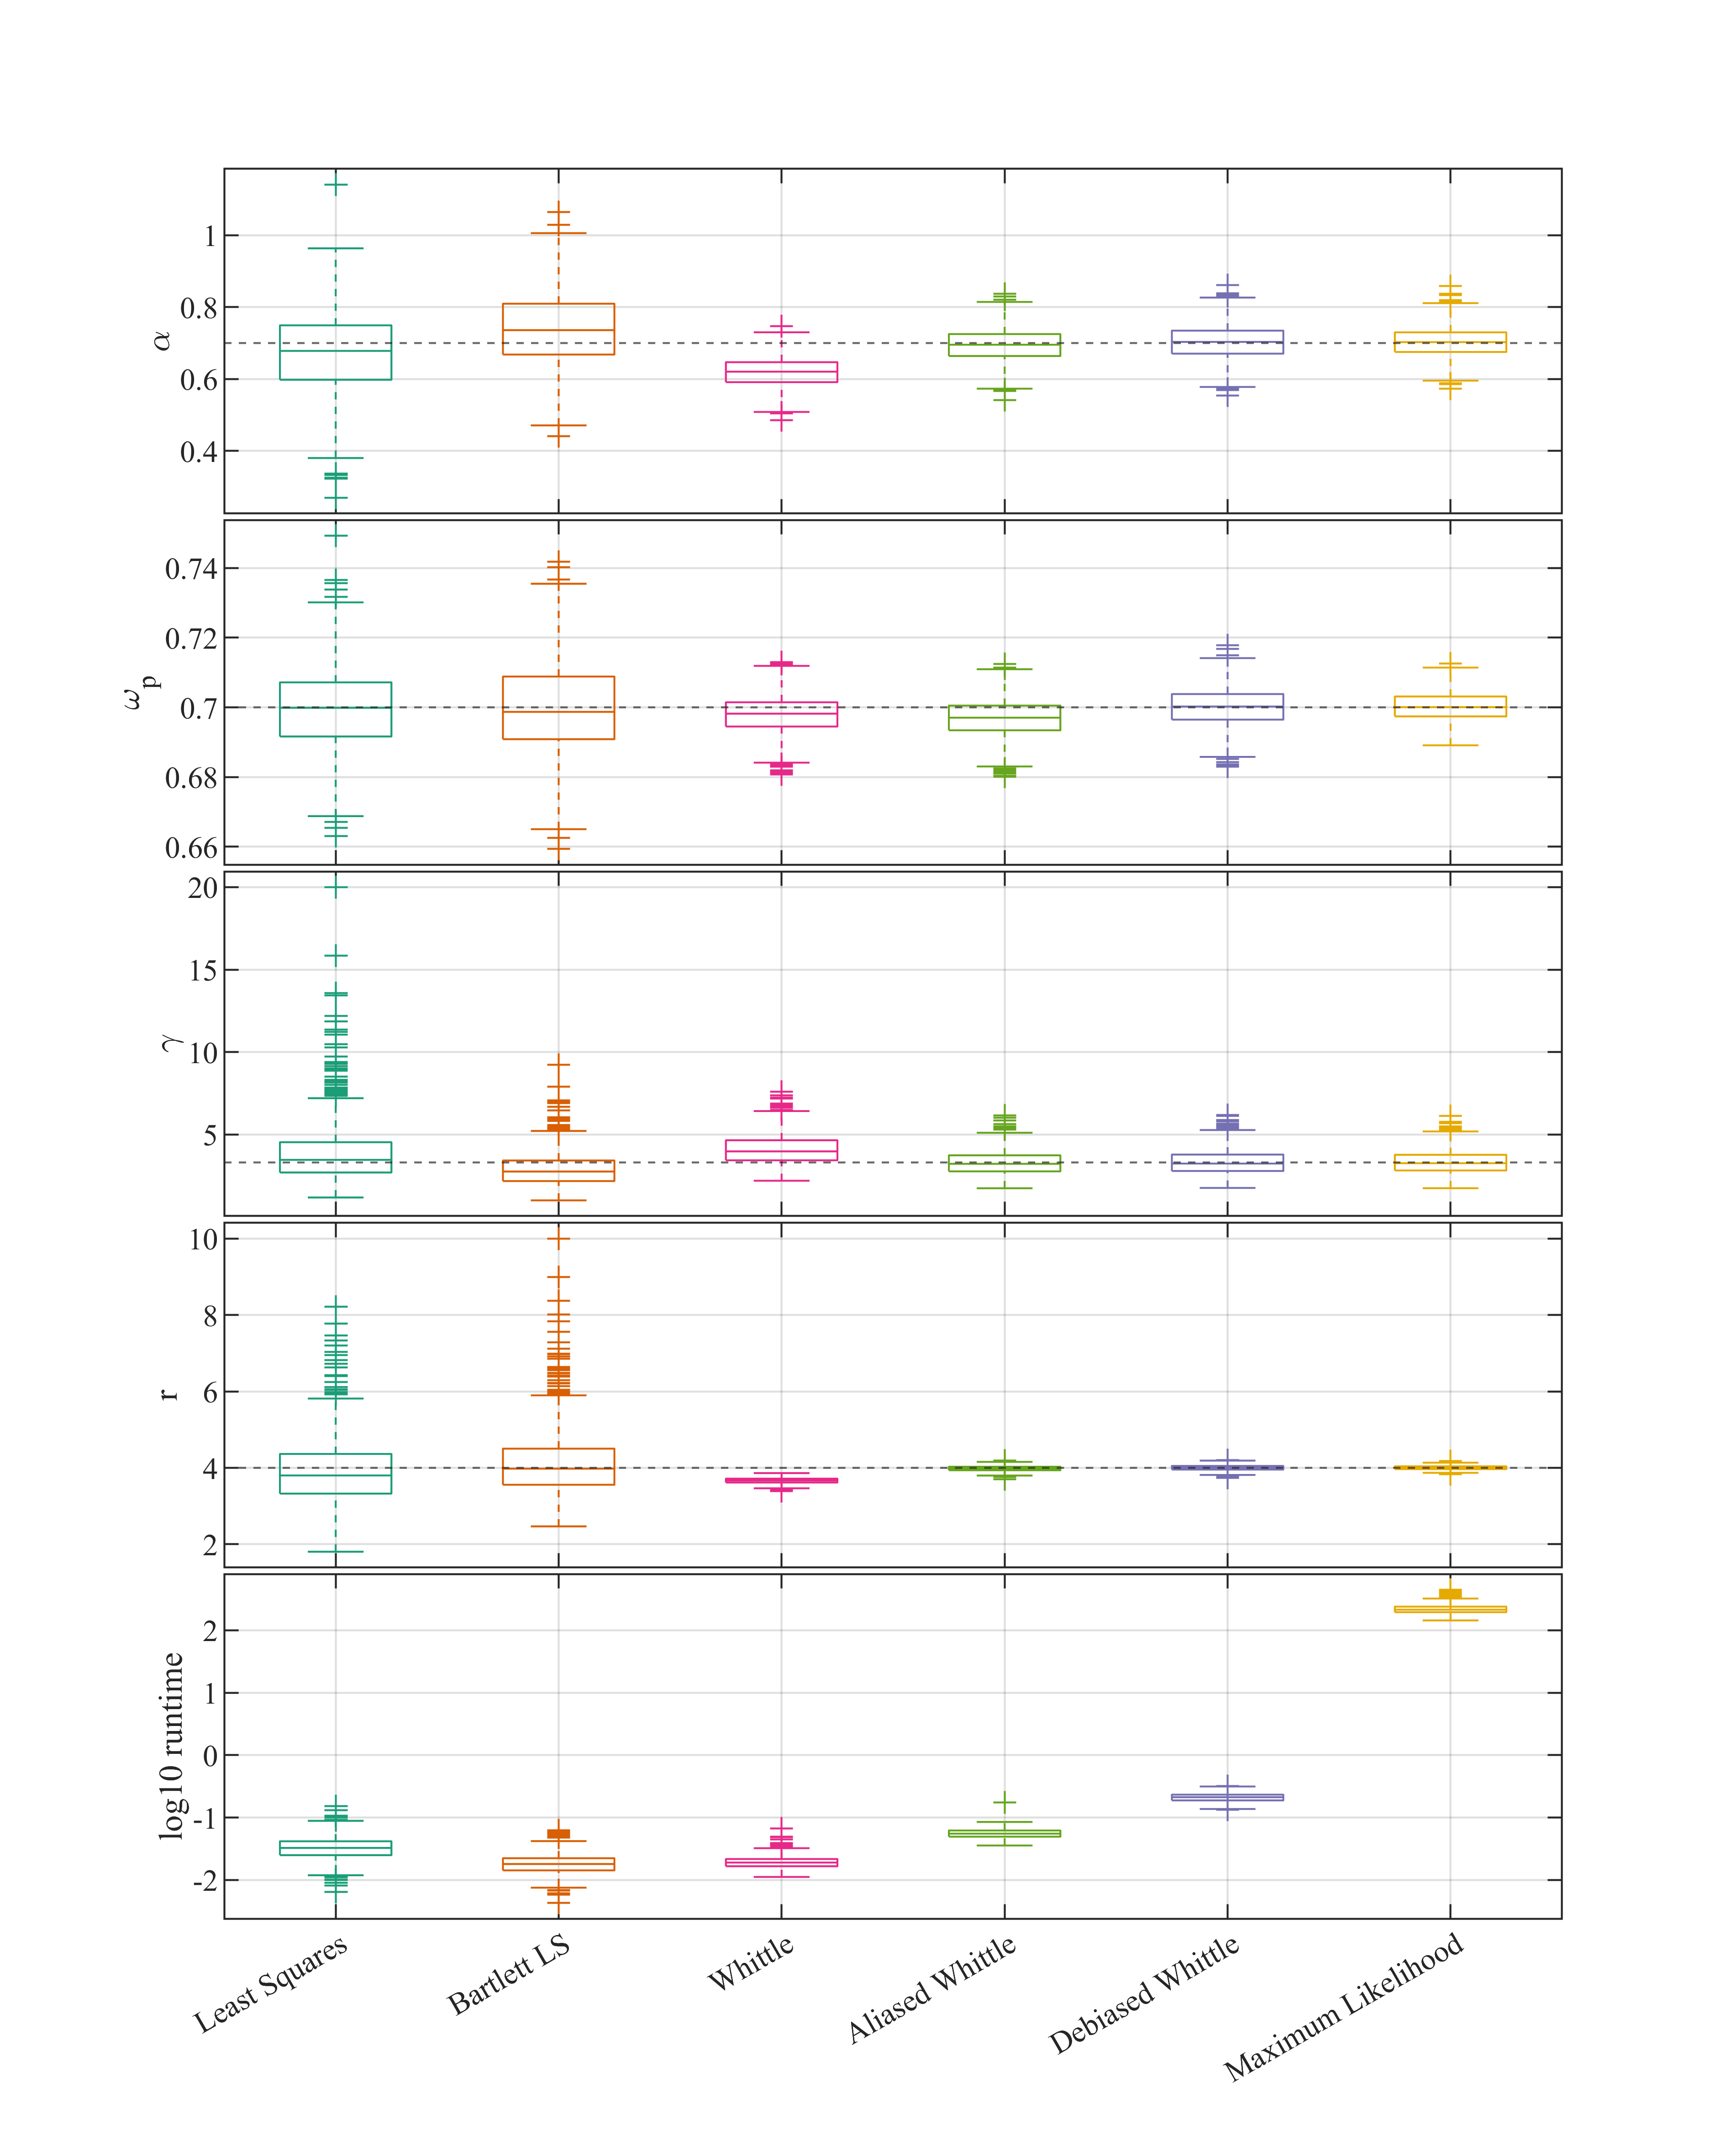 1
0.8
0.6
0.4
α
0.74
0.72
0.7
0.68
0.66
ωp
20
15
10
5
γ
10
8
6
4
2
r
2
1
0
-1
-2
log10 runtime
Least Squares
Bartlett LS
Whittle
Aliased Whittle
Debiased Whittle
Maximum Likelihood